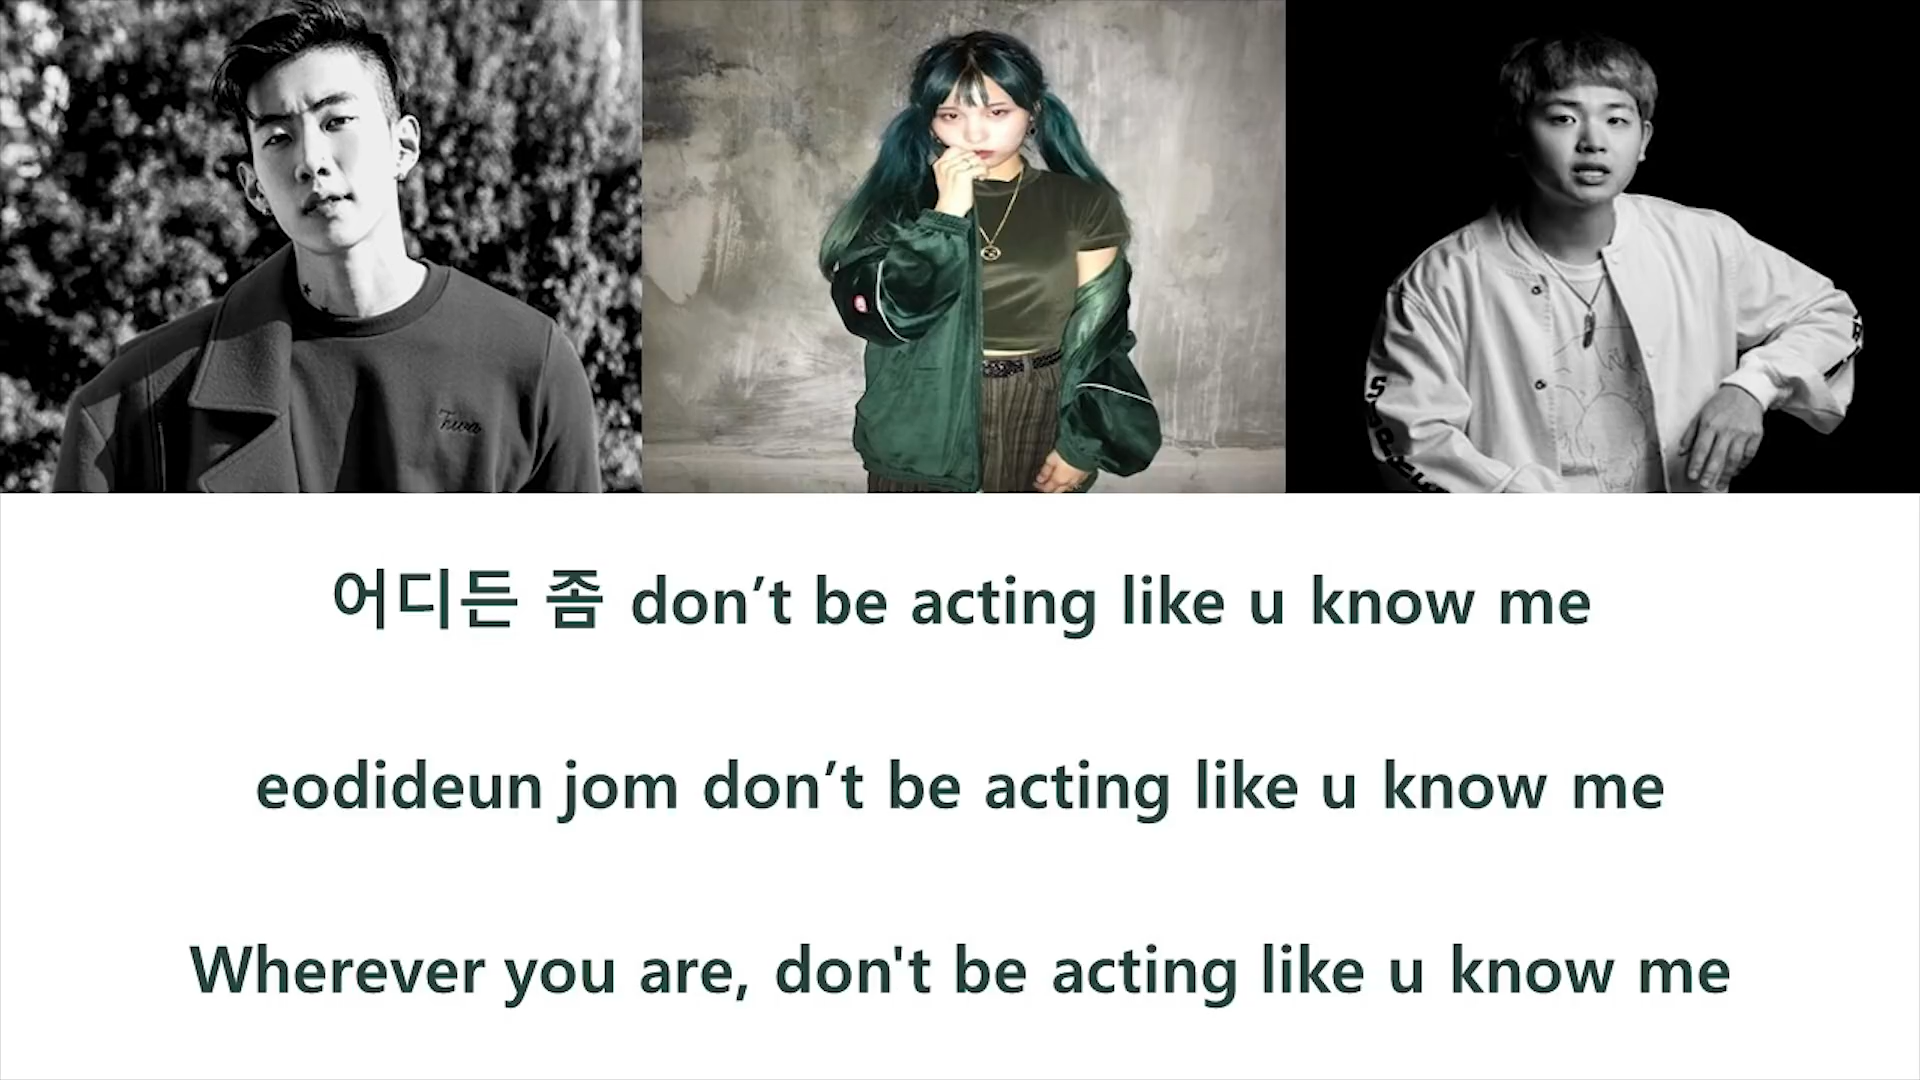 어디든 좀 don’t be acting like u know me
eodideun jom don’t be acting like u know me
Wherever you are, don't be acting like u know me